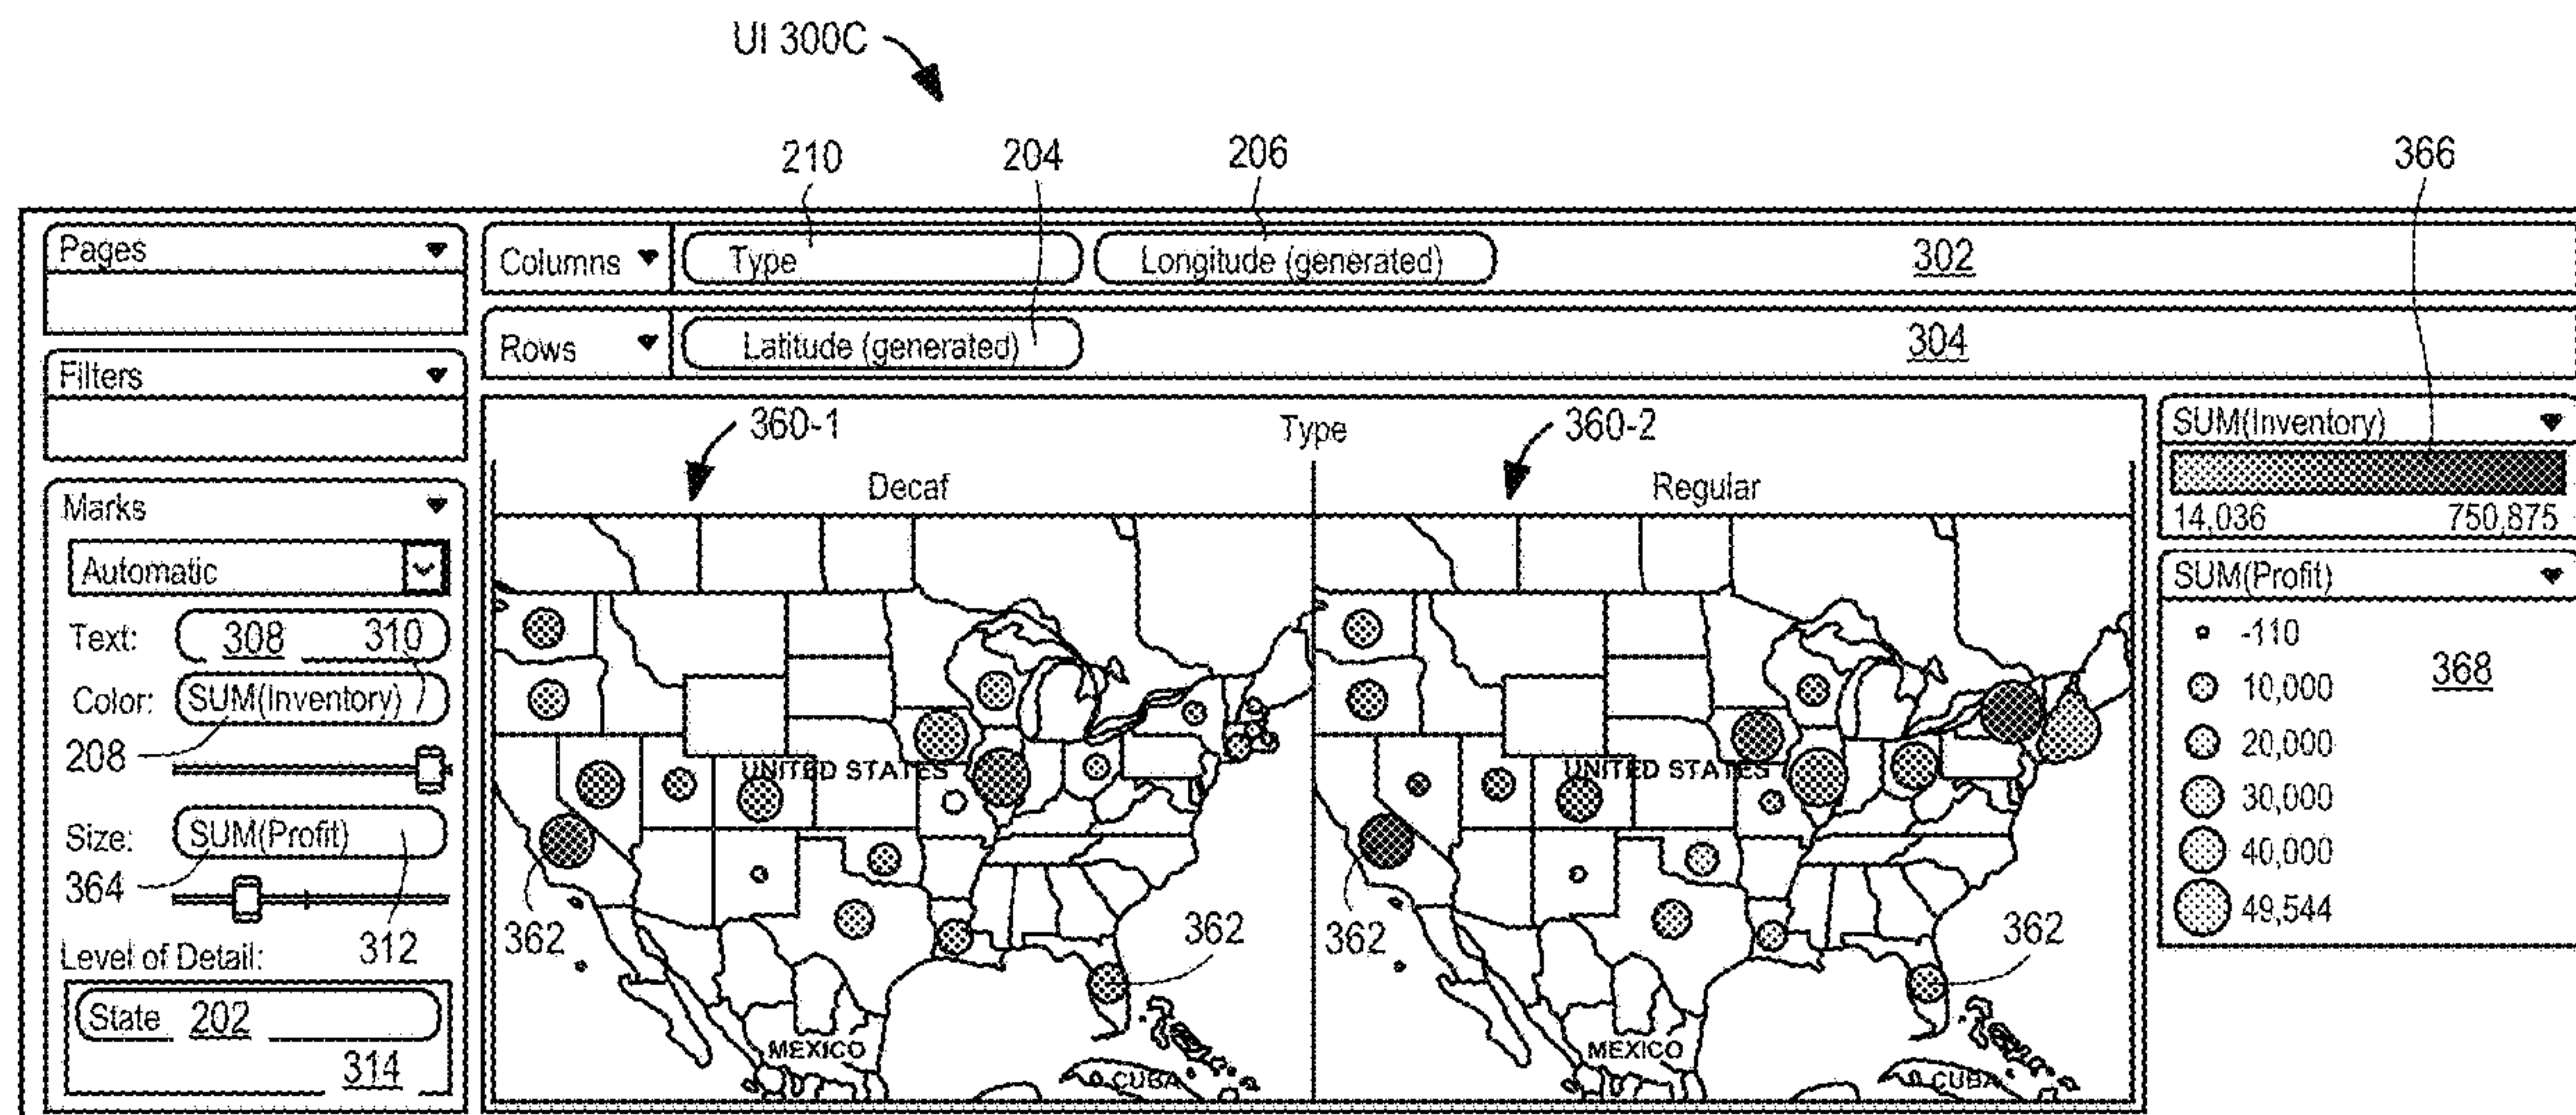 UI 300C
210 204 206 366
Pages
Columns Type Longitude (generated) 302
Rows Latitude (generated) 304
Filters
360-1 Type 360-2
Decaf Regular
SUM(Inventory)
14,036 750,875
Marks
Automatic
Text: 308 310
Color: SUM(Inventory)
208
Size: SUM(Profit)
364
312
Level of Detail:
State 202
314
UNITED STATES
362 362
MEXICO
CUBA
UNITED STATES
362 362
MEXICO
CUBA
SUM(Profit)
-110
10,000 368
20,000
30,000
40,000
49,544